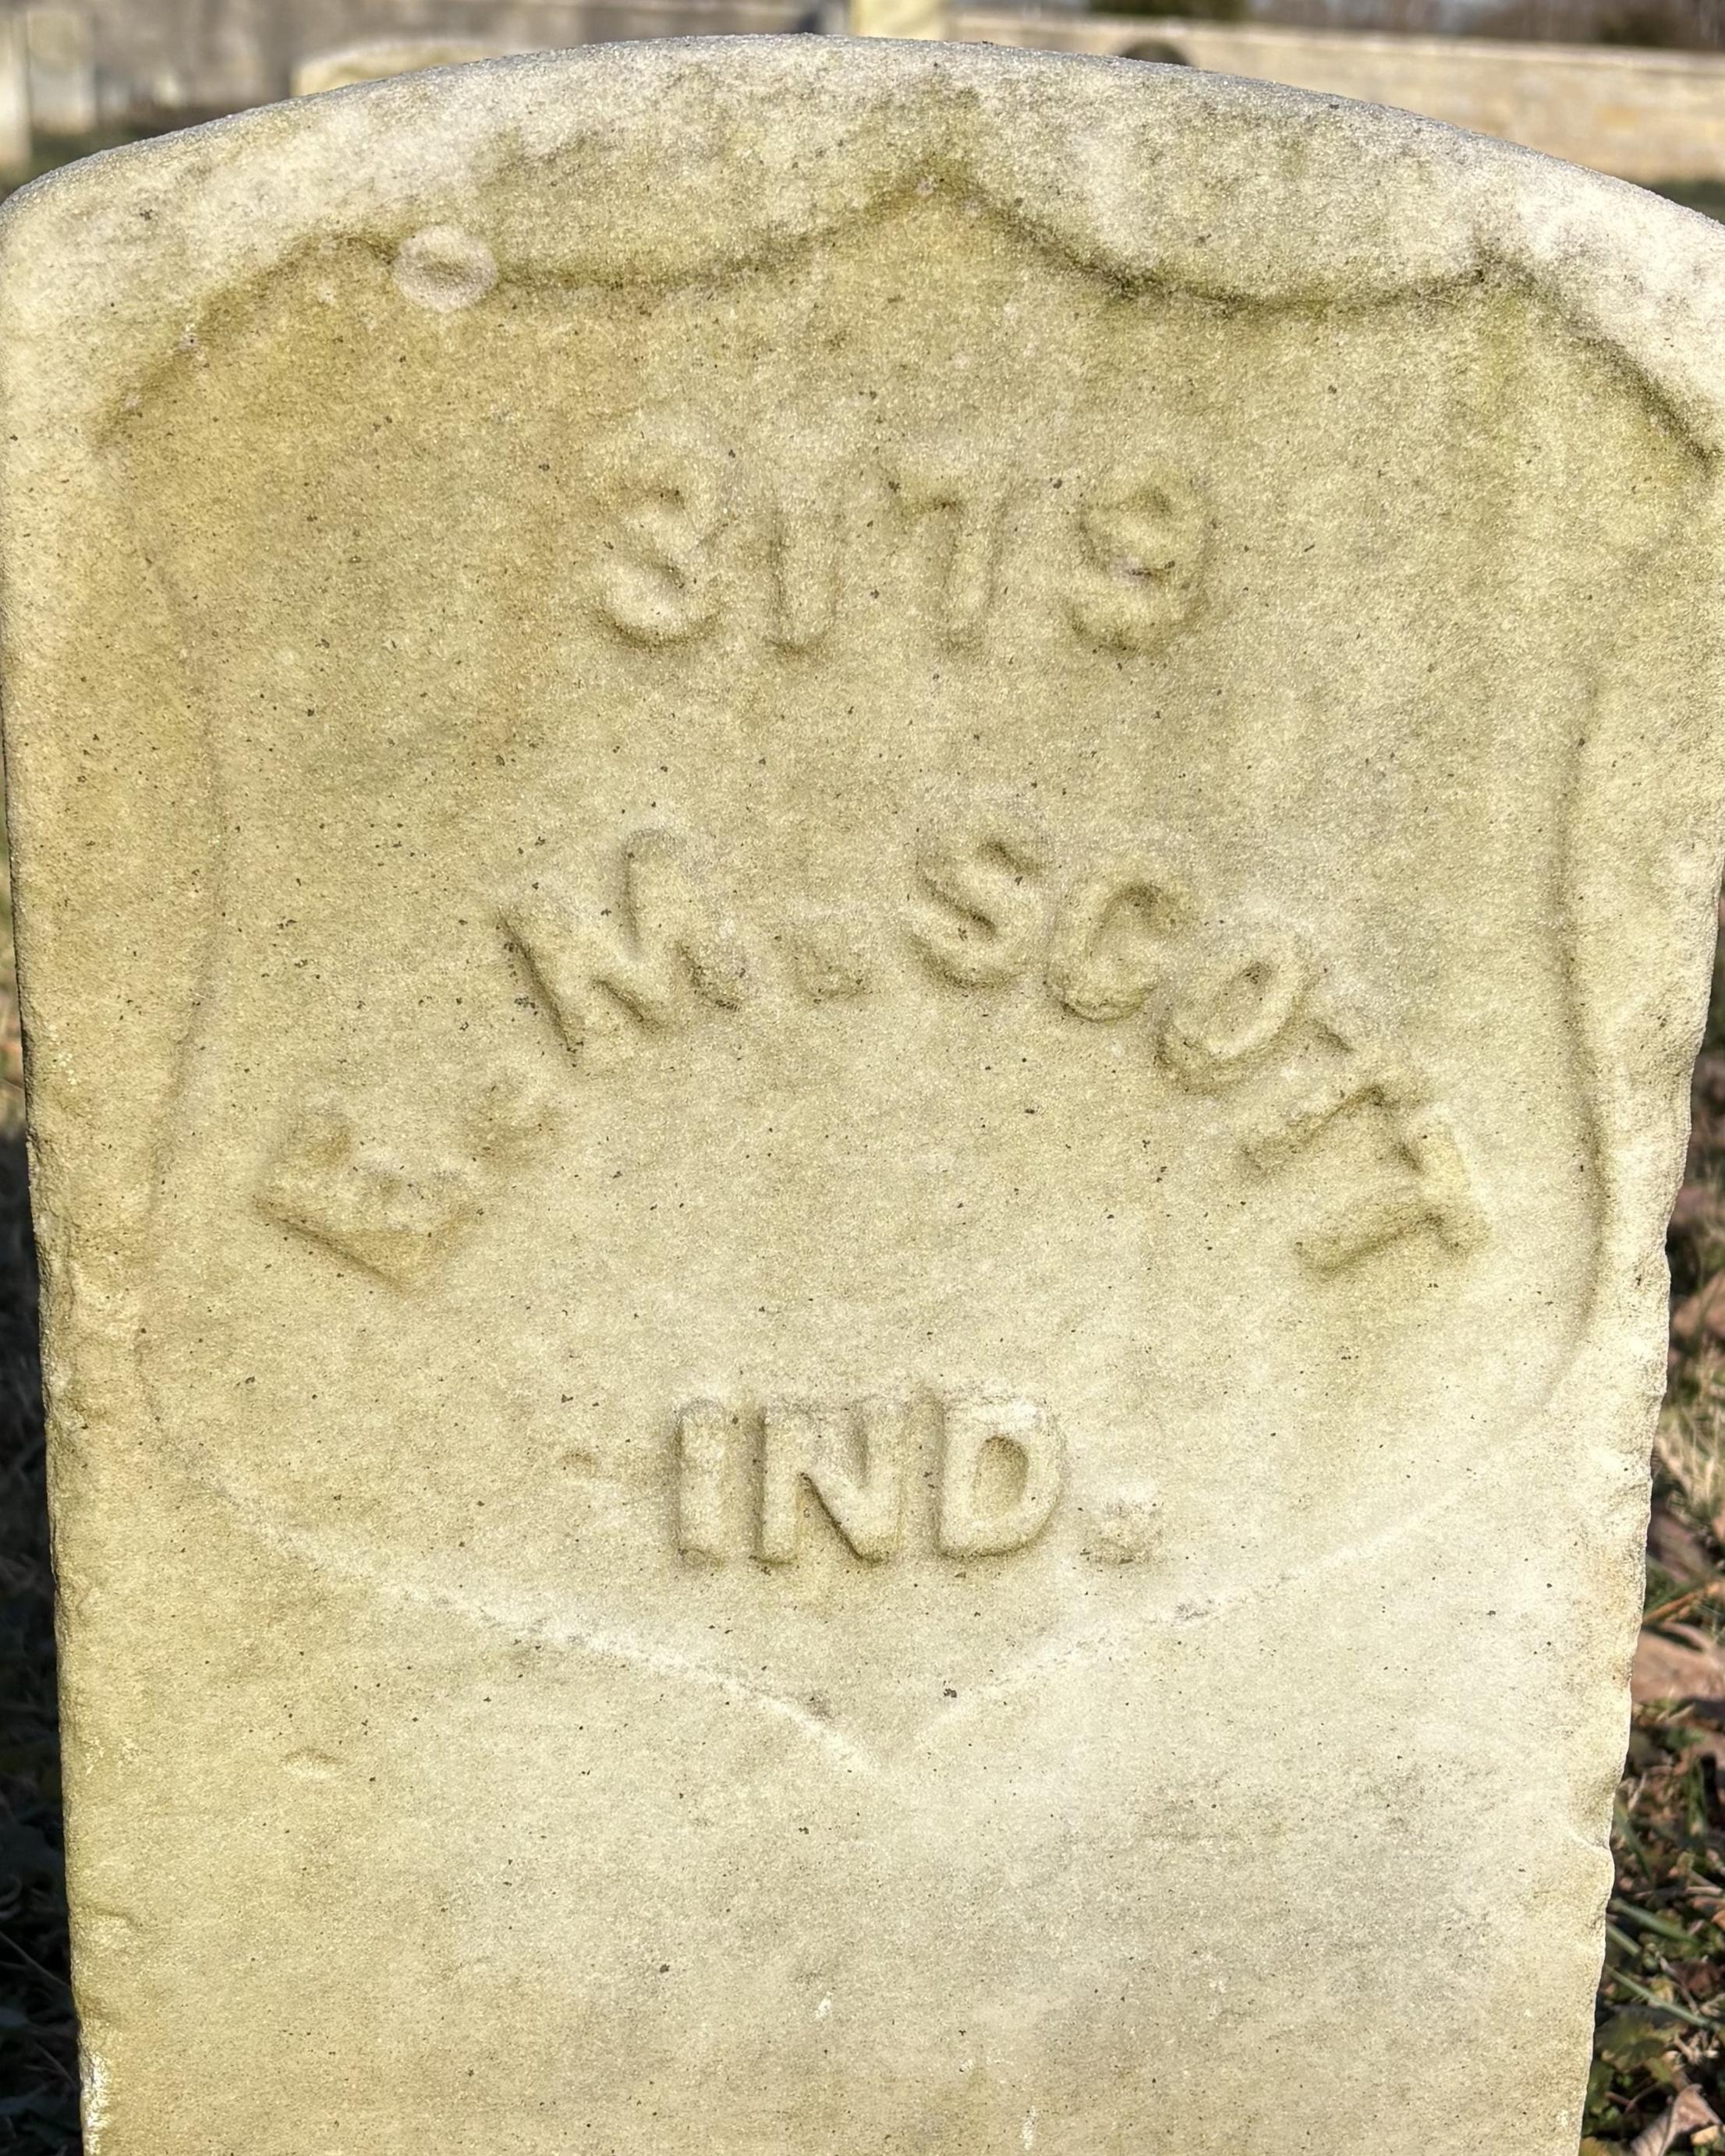 3179
E. M. SCOTT
IND.